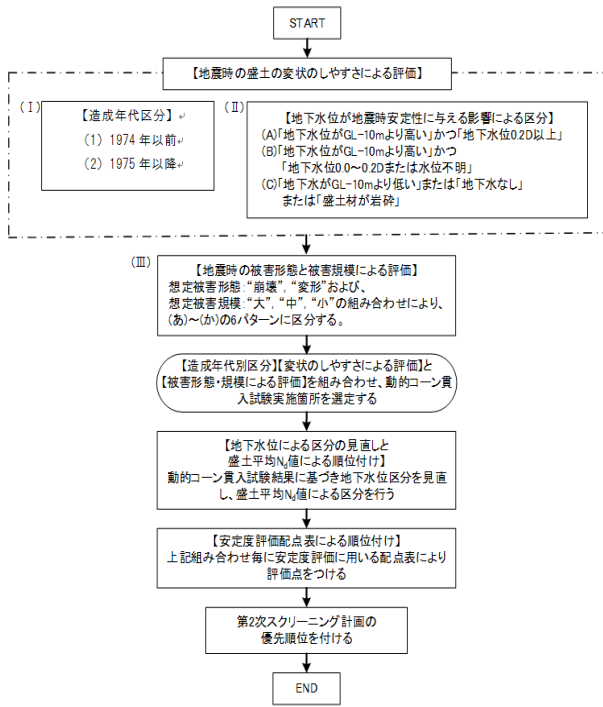 START
【地震時の盛土の変状のしやすさによる評価】
(Ⅰ)
【造成年代区分】
(1) 1974 年以前
(2) 1975 年以降
(Ⅱ)
【地下水位が地震時安定性に与える影響による区分】
(A)「地下水位がGL-10mより高い」かつ「地下水位0.2D以上」
(B)「地下水位がGL-10mより高い」かつ
「地下水位0.0～0.2Dまたは水位不明」
(C)「地下水がGL-10mより低い」または「地下水なし」
または「盛土材が岩砕」
(Ⅲ)
【地震時の被害形態と被害規模による評価】
想定被害形態:“崩壊”, “変形”および、
想定被害規模:“大”, “中”, “小”の組み合わせにより、
(あ)～(か)の6パターンに区分する。
【造成年代別区分】【変状のしやすさによる評価】と
【被害形態・規模による評価】を組み合わせ、動的コーン貫
入試験実施箇所を選定する
【地下水位による区分の見直しと
盛土平均Nd値による順位付け】
動的コーン貫入試験結果に基づき地下水位区分を見直
し、盛土平均Nd値による区分を行う
【安定度評価配点表による順位付け】
上記組み合わせ毎に安定度評価に用いる配点表により
評価点をつける
第2次スクリーニング計画の
優先順位を付ける
END